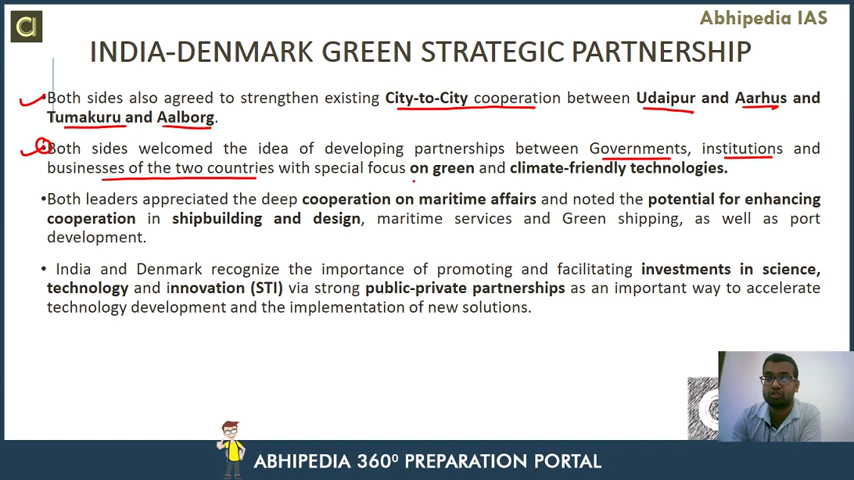 Abhipedia IAS
INDIA-DENMARK GREEN STRATEGIC PARTNERSHIP
•Both sides also agreed to strengthen existing City-to-City cooperation between Udaipur and Aarhus and
Tumakuru and Aalborg.
•Both sides welcomed the idea of developing partnerships between Governments, institutions and
businesses of the two countries with special focus on green and climate-friendly technologies.
•Both leaders appreciated the deep cooperation on maritime affairs and noted the potential for enhancing
cooperation in shipbuilding and design, maritime services and Green shipping, as well as port
development.
• India and Denmark recognize the importance of promoting and facilitating investments in science,
technology and innovation (STI) via strong public-private partnerships as an important way to accelerate
technology development and the implementation of new solutions.
ABHIPEDIA 360⁰ PREPARATION PORTAL